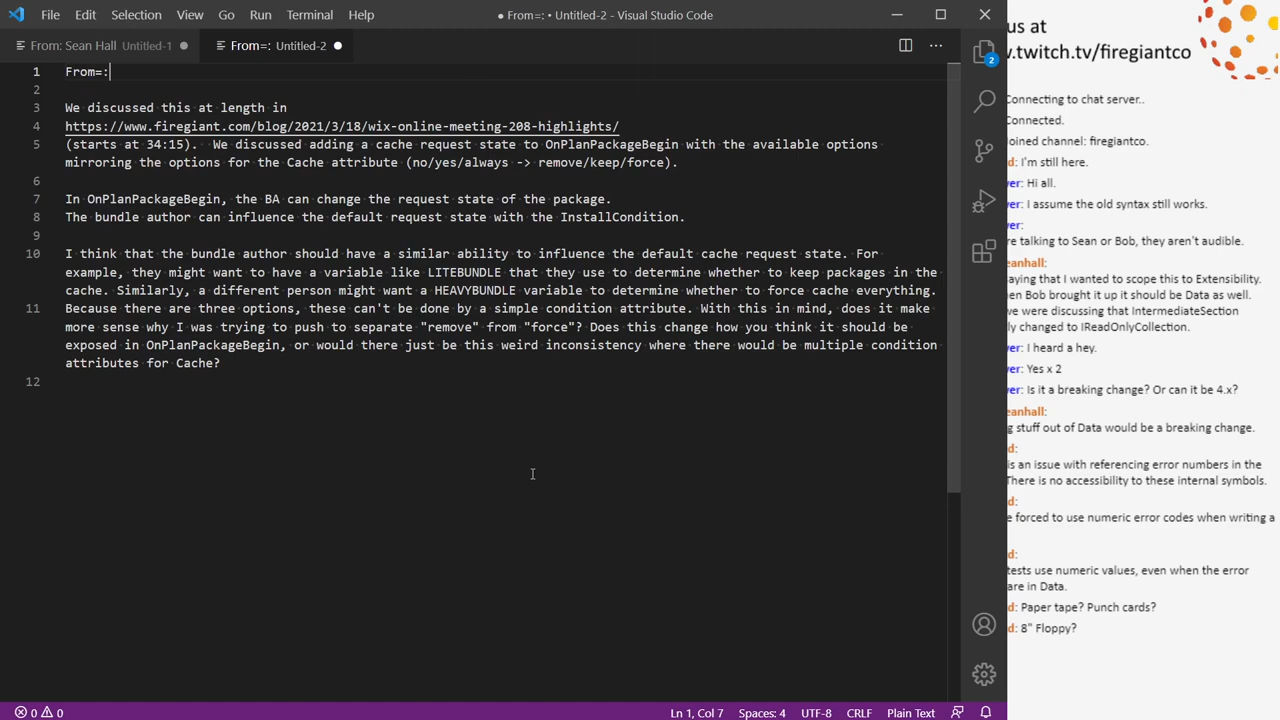 File Edit Selection View Go Run Terminal Help
● From=: • Untitled-2 - Visual Studio Code
From: Sean Hall Untitled-1 ●
From=: Untitled-2 ●
1 From=:
2
3 We discussed this at length in
4 https://www.firegiant.com/blog/2021/3/18/wix-online-meeting-208-highlights/
5 (starts at 34:15). We discussed adding a cache request state to OnPlanPackageBegin with the available options
mirroring the options for the Cache attribute (no/yes/always -> remove/keep/force).
6
7 In OnPlanPackageBegin, the BA can change the request state of the package.
8 The bundle author can influence the default request state with the InstallCondition.
9
10 I think that the bundle author should have a similar ability to influence the default cache request state. For
example, they might want to have a variable like LITEBUNDLE that they use to determine whether to keep packages in the
cache. Similarly, a different person might want a HEAVYBUNDLE variable to determine whether to force cache everything.
11 Because there are three options, these can't be done by a simple condition attribute. With this in mind, does it make
more sense why I was trying to push to separate "remove" from "force"? Does this change how you think it should be
exposed in OnPlanPackageBegin, or would there just be this weird inconsistency where there would be multiple condition
attributes for Cache?
12
2
0 0 Ln 1, Col 7 Spaces: 4 UTF-8 CRLF Plain Text
us at
.twitch.tv/firegiantco
Connecting to chat server..
Connected.
oined channel: firegiantco.
d: I'm still here.
er: Hi all.
er: I assume the old syntax still works.
er:
re talking to Sean or Bob, they aren't audible.
eanhall:
aying that I wanted to scope this to Extensibility.
en Bob brought it up it should be Data as well.
we were discussing that IntermediateSection
ly changed to IReadOnlyCollection.
er: I heard a hey.
er: Yes x 2
er: Is it a breaking change? Or can it be 4.x?
eanhall:
g stuff out of Data would be a breaking change.
d:
is an issue with referencing error numbers in the
There is no accessibility to these internal symbols.
d:
e forced to use numeric error codes when writing a
d:
tests use numeric values, even when the error
are in Data.
d: Paper tape? Punch cards?
d: 8" Floppy?